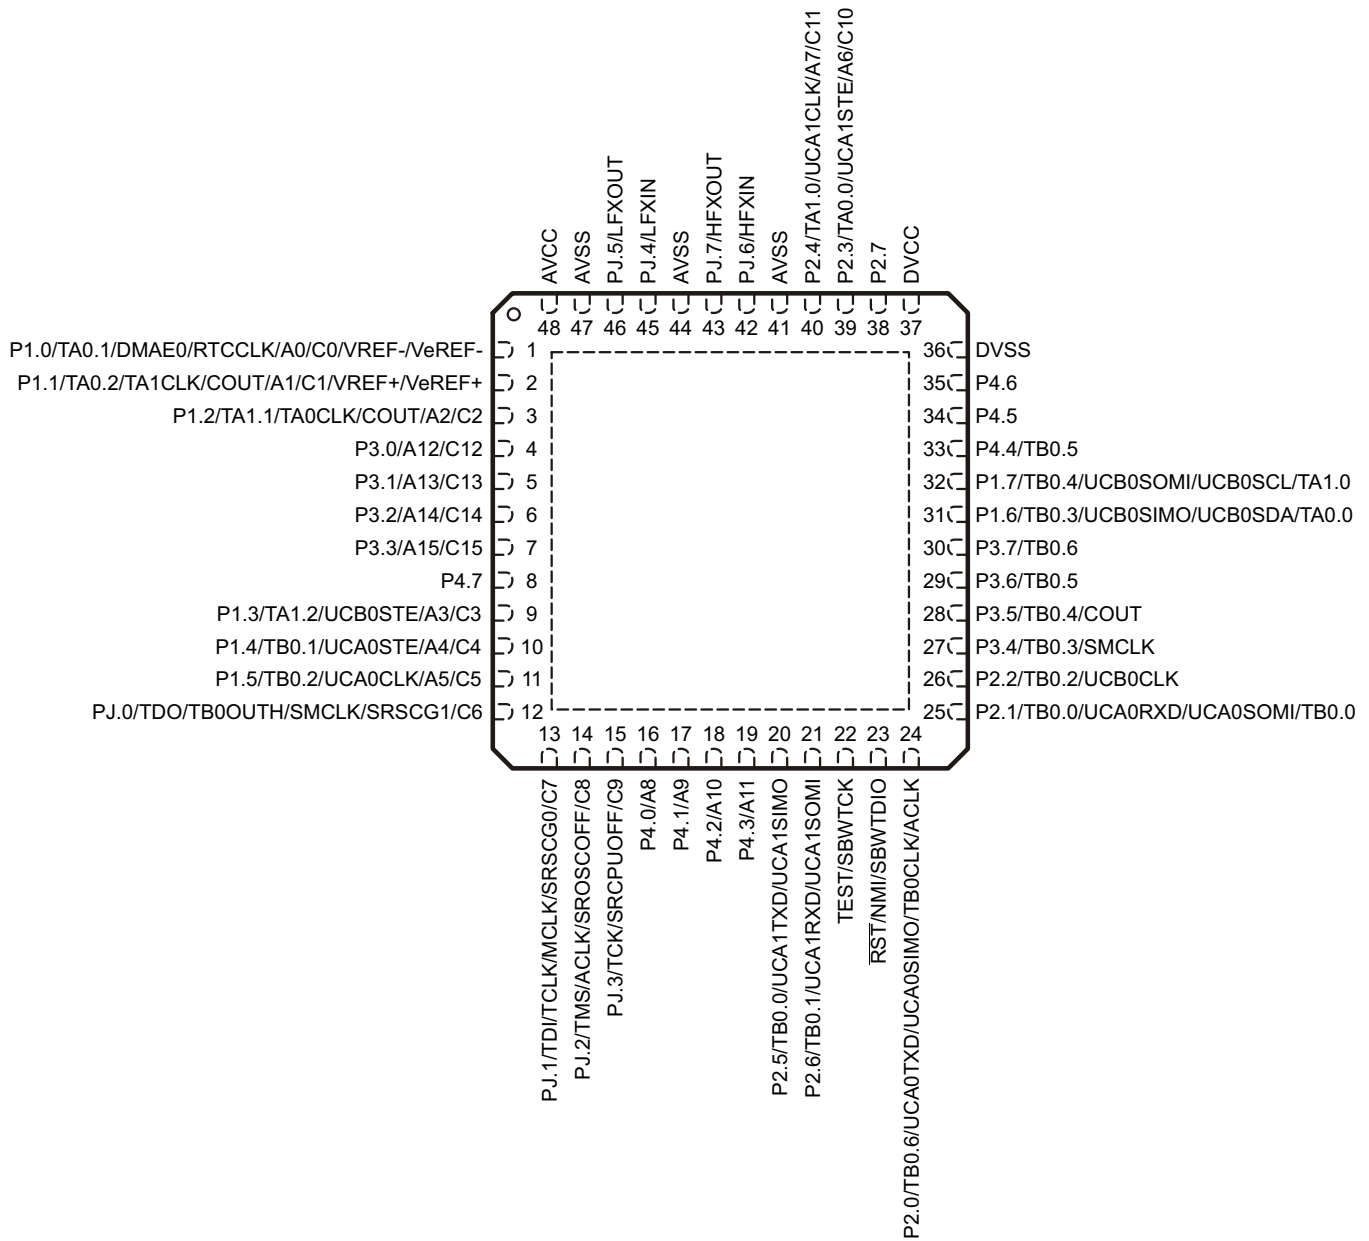 AVCC
AVSS
PJ.5/LFXOUT
PJ.4/LFXIN
AVSS
PJ.7/HFXOUT
PJ.6/HFXIN
AVSS
P2.4/TA1.0/UCA1CLK/A7/C11
P2.3/TA0.0/UCA1STE/A6/C10
P2.7
DVCC
48 47 46 45 44 43 42 41 40 39 38 37
P1.0/TA0.1/DMAE0/RTCCLK/A0/C0/VREF-/VeREF- 1
P1.1/TA0.2/TA1CLK/COUT/A1/C1/VREF+/VeREF+ 2
P1.2/TA1.1/TA0CLK/COUT/A2/C2 3
P3.0/A12/C12 4
P3.1/A13/C13 5
P3.2/A14/C14 6
P3.3/A15/C15 7
P4.7 8
P1.3/TA1.2/UCB0STE/A3/C3 9
P1.4/TB0.1/UCA0STE/A4/C4 10
P1.5/TB0.2/UCA0CLK/A5/C5 11
PJ.0/TDO/TB0OUTH/SMCLK/SRSCG1/C6 12
36 DVSS
35 P4.6
34 P4.5
33 P4.4/TB0.5
32 P1.7/TB0.4/UCB0SOMI/UCB0SCL/TA1.0
31 P1.6/TB0.3/UCB0SIMO/UCB0SDA/TA0.0
30 P3.7/TB0.6
29 P3.6/TB0.5
28 P3.5/TB0.4/COUT
27 P3.4/TB0.3/SMCLK
26 P2.2/TB0.2/UCB0CLK
25 P2.1/TB0.0/UCA0RXD/UCA0SOMI/TB0.0
13 14 15 16 17 18 19 20 21 22 23 24
PJ.1/TDI/TCLK/MCLK/SRSCG0/C7
PJ.2/TMS/ACLK/SROSCOFF/C8
PJ.3/TCK/SRCPUOFF/C9
P4.0/A8
P4.1/A9
P4.2/A10
P4.3/A11
P2.5/TB0.0/UCA1TXD/UCA1SIMO
P2.6/TB0.1/UCA1RXD/UCA1SOMI
TEST/SBWTCK
RST/NMI/SBWTDIO
P2.0/TB0.6/UCA0TXD/UCA0SIMO/TB0CLK/ACLK